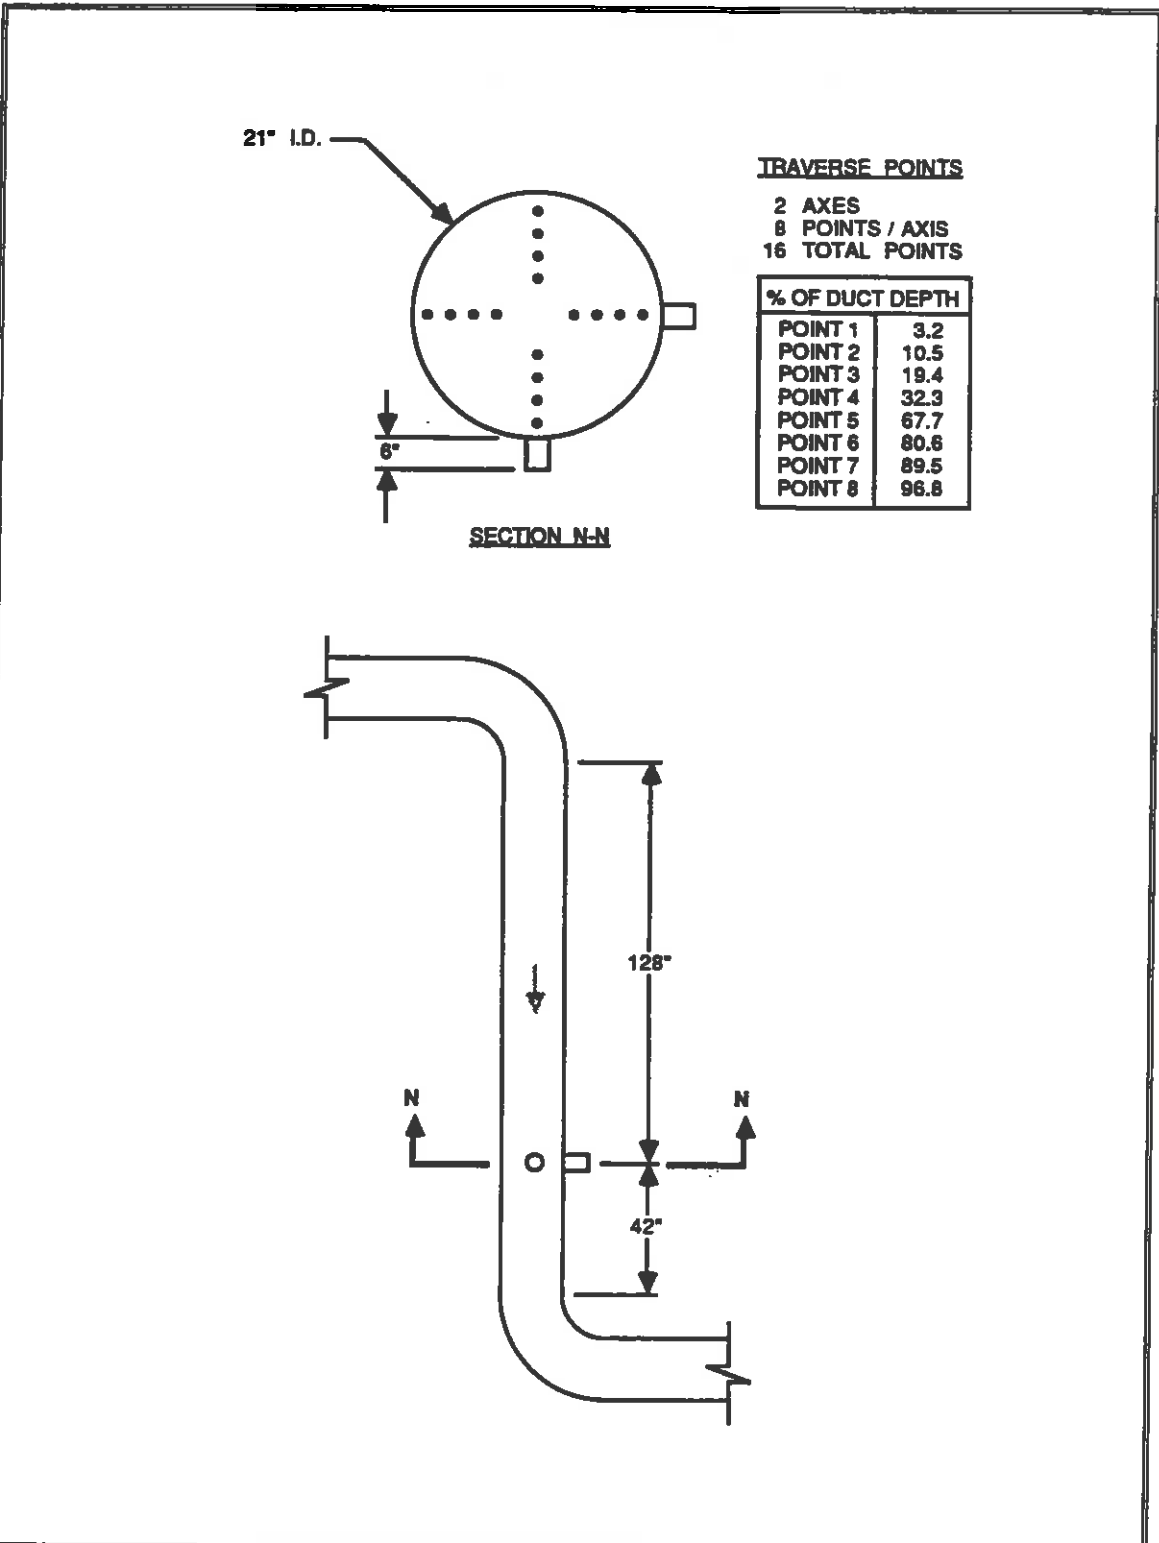 21" I.D.
TRAVERSE POINTS
2 AXES
8 POINTS / AXIS
16 TOTAL POINTS
% OF DUCT DEPTH
POINT 1 3.2
POINT 2 10.5
POINT 3 19.4
POINT 4 32.3
POINT 5 67.7
POINT 6 80.6
POINT 7 89.5
POINT 8 96.8
6"
SECTION N-N
128"
N N
42"